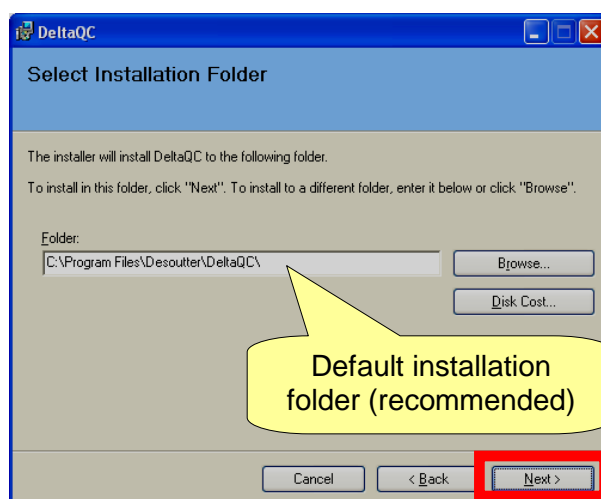 DeltaQC
Select Installation Folder
The installer will install DeltaQC to the following folder.
To install in this folder, click "Next". To install to a different folder, enter it below or click "Browse".
Folder:
C:\Program Files\Desoutter\DeltaQC\
Browse...
Disk Cost...
Default installation
folder (recommended)
Cancel
< Back
Next >